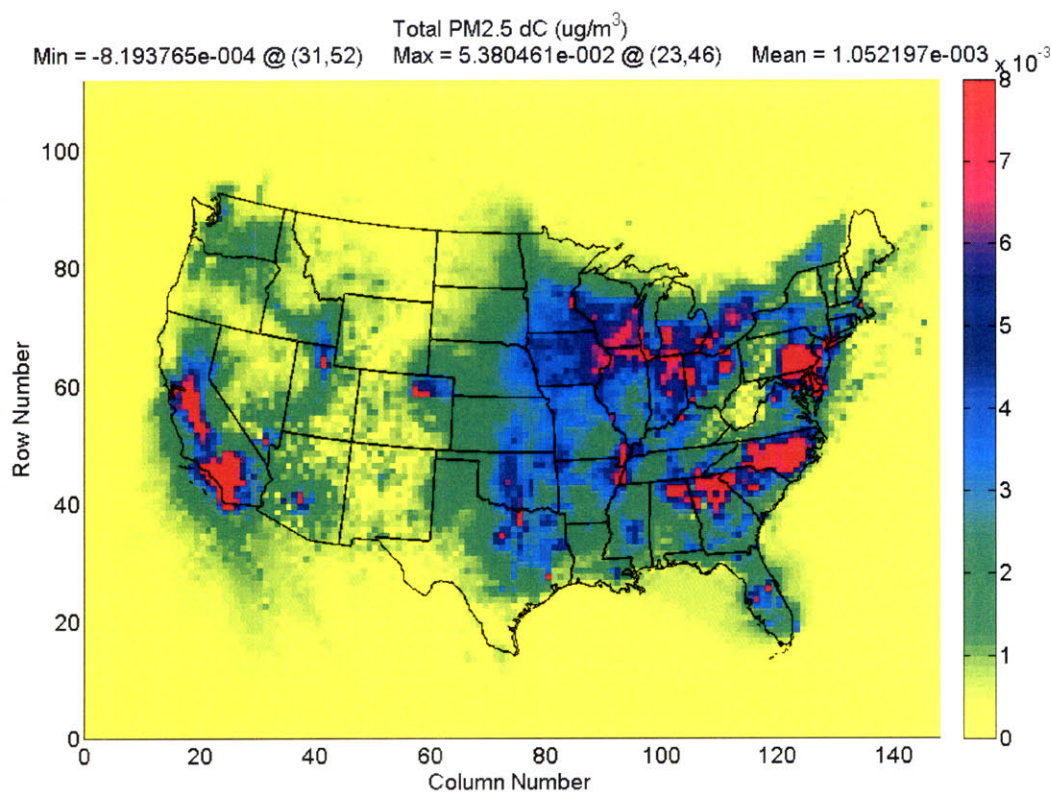 Total PM2.5 dC (ug/m³)
Min = -8.193765e-004 @ (31,52) Max = 5.380461e-002 @ (23,46) Mean = 1.052197e-003
x 10⁻³
8
7
6
5
4
3
2
1
0
100
80
60
40
20
0
Row Number
0 20 40 60 80 100 120 140
Column Number